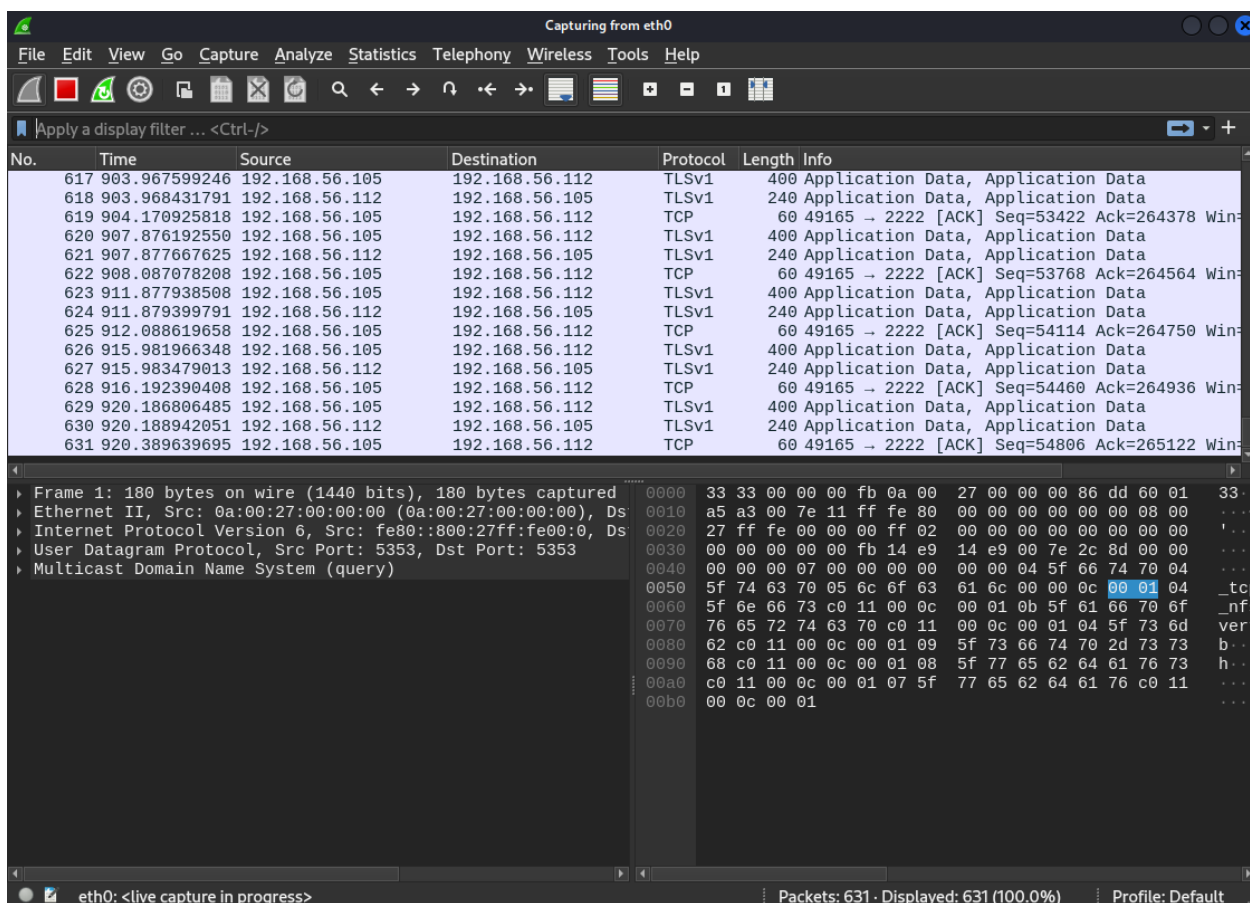 Capturing from eth0
File Edit View Go Capture Analyze Statistics Telephony Wireless Tools Help
Apply a display filter … <Ctrl-/>
No. Time Source Destination Protocol Length Info
617 903.967599246 192.168.56.105 192.168.56.112 TLSv1 400 Application Data, Application Data
618 903.968431791 192.168.56.112 192.168.56.105 TLSv1 240 Application Data, Application Data
619 904.170925818 192.168.56.105 192.168.56.112 TCP 60 49165 → 2222 [ACK] Seq=53422 Ack=264378 Win=
620 907.876192550 192.168.56.105 192.168.56.112 TLSv1 400 Application Data, Application Data
621 907.877667625 192.168.56.112 192.168.56.105 TLSv1 240 Application Data, Application Data
622 908.087078208 192.168.56.105 192.168.56.112 TCP 60 49165 → 2222 [ACK] Seq=53768 Ack=264564 Win=
623 911.877938508 192.168.56.105 192.168.56.112 TLSv1 400 Application Data, Application Data
624 911.879399791 192.168.56.112 192.168.56.105 TLSv1 240 Application Data, Application Data
625 912.088619658 192.168.56.105 192.168.56.112 TCP 60 49165 → 2222 [ACK] Seq=54114 Ack=264750 Win=
626 915.981966348 192.168.56.105 192.168.56.112 TLSv1 400 Application Data, Application Data
627 915.983479013 192.168.56.112 192.168.56.105 TLSv1 240 Application Data, Application Data
628 916.192390408 192.168.56.105 192.168.56.112 TCP 60 49165 → 2222 [ACK] Seq=54460 Ack=264936 Win=
629 920.186806485 192.168.56.105 192.168.56.112 TLSv1 400 Application Data, Application Data
630 920.188942051 192.168.56.112 192.168.56.105 TLSv1 240 Application Data, Application Data
631 920.389639695 192.168.56.105 192.168.56.112 TCP 60 49165 → 2222 [ACK] Seq=54806 Ack=265122 Win=
Frame 1: 180 bytes on wire (1440 bits), 180 bytes captured
Ethernet II, Src: 0a:00:27:00:00:00 (0a:00:27:00:00:00), Ds
Internet Protocol Version 6, Src: fe80::800:27ff:fe00:0, Ds
User Datagram Protocol, Src Port: 5353, Dst Port: 5353
Multicast Domain Name System (query)
0000 33 33 00 00 00 fb 0a 00 27 00 00 00 86 dd 60 01 33·
0010 a5 a3 00 7e 11 ff fe 80 00 00 00 00 00 00 08 00 ···
0020 27 ff fe 00 00 00 ff 02 00 00 00 00 00 00 00 00 '··
0030 00 00 00 00 00 fb 14 e9 14 e9 00 7e 2c 8d 00 00 ···
0040 00 00 00 07 00 00 00 00 00 00 04 5f 66 74 70 04 ···
0050 5f 74 63 70 05 6c 6f 63 61 6c 00 00 0c 00 01 04 _tc
0060 5f 6e 66 73 c0 11 00 0c 00 01 0b 5f 61 66 70 6f _nf
0070 76 65 72 74 63 70 c0 11 00 0c 00 01 04 5f 73 6d ver
0080 62 c0 11 00 0c 00 01 09 5f 73 66 74 70 2d 73 73 b··
0090 68 c0 11 00 0c 00 01 08 5f 77 65 62 64 61 76 73 h··
00a0 c0 11 00 0c 00 01 07 5f 77 65 62 64 61 76 c0 11 ···
00b0 00 0c 00 01 ···
eth0: <live capture in progress> Packets: 631 · Displayed: 631 (100.0%) Profile: Default